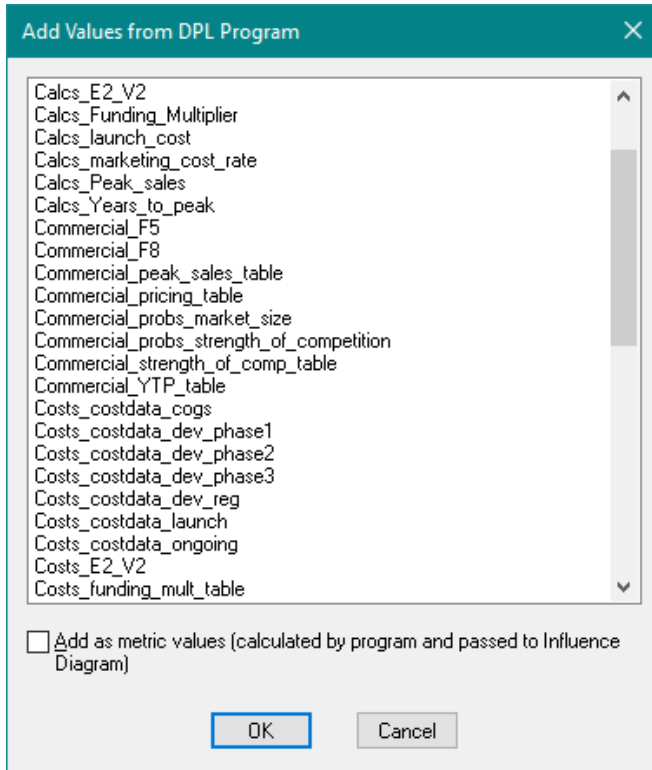 Add Values from DPL Program
Calcs_E2_V2
Calcs_Funding_Multiplier
Calcs_launch_cost
Calcs_marketing_cost_rate
Calcs_Peak_sales
Calcs_Years_to_peak
Commercial_F5
Commercial_F8
Commercial_peak_sales_table
Commercial_pricing_table
Commercial_probs_market_size
Commercial_probs_strength_of_competition
Commercial_strength_of_comp_table
Commercial_YTP_table
Costs_costdata_cogs
Costs_costdata_dev_phase1
Costs_costdata_dev_phase2
Costs_costdata_dev_phase3
Costs_costdata_dev_reg
Costs_costdata_launch
Costs_costdata_ongoing
Costs_E2_V2
Costs_funding_mult_table
Add as metric values (calculated by program and passed to Influence
Diagram)
OK Cancel